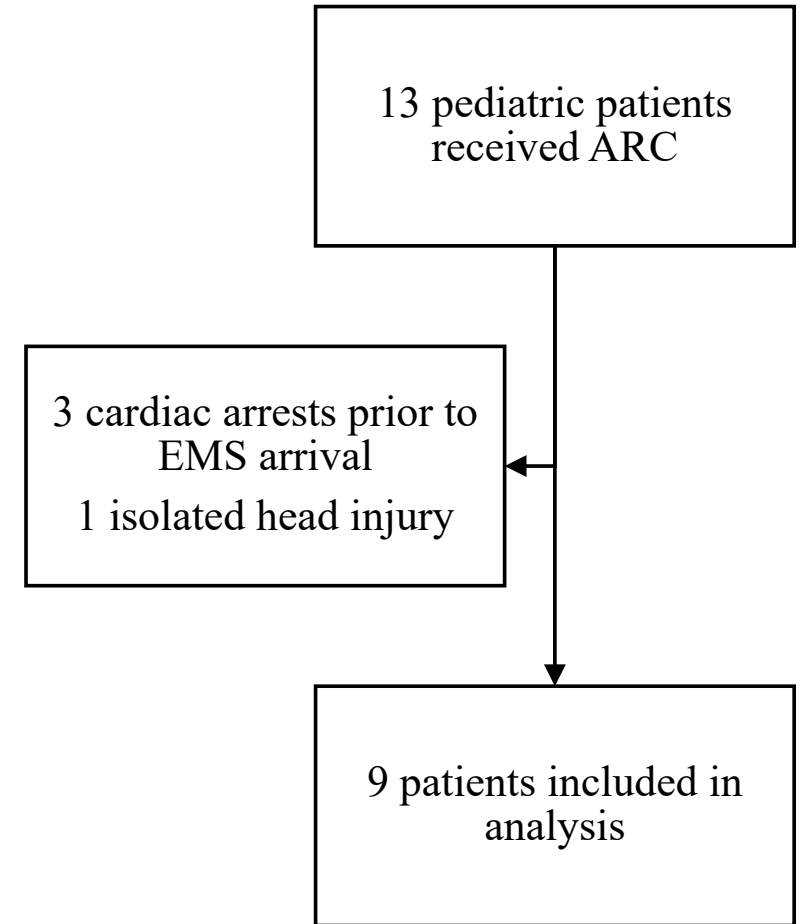 13 pediatric patients
received ARC
3 cardiac arrests prior to
EMS arrival
1 isolated head injury
9 patients included in
analysis